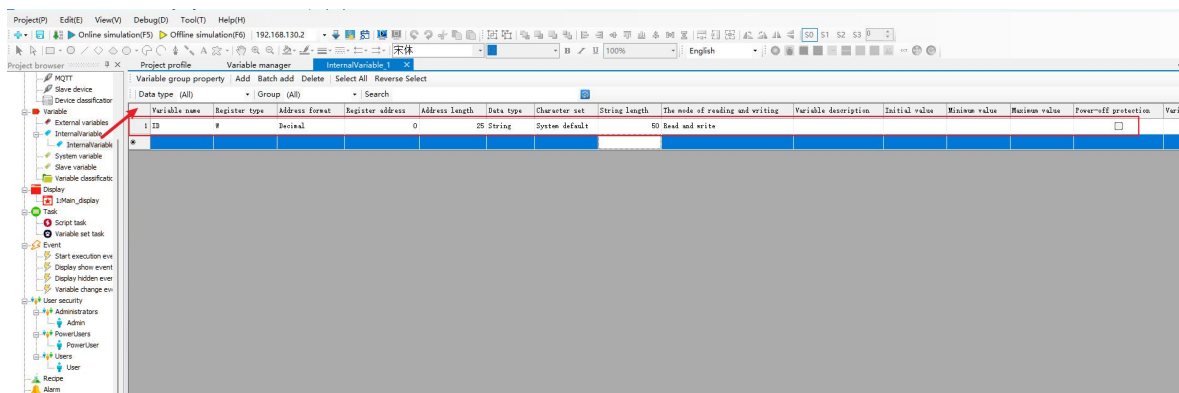 Project(P) Edit(E) View(V) Debug(D) Tool(T) Help(H)
Online simulation(F5) Offline simulation(F6) 192.168.130.2 S0 S1 S2 S3 0
A 宋体 B I U 100% English
Project browser Project profile Variable manager InternalVariable_1
Variable group property Add Batch add Delete Select All Reverse Select
Data type (All) Group (All) Search
Variable name Register type Address format Register address Address length Data type Character set String length The mode of reading and writing Variable description Initial value Minimum value Maximum value Power-off protection Vari
1 ID W Decimal 0 25 String System default 50 Read and write
MQTT
Slave device
Device classification
Variable
External variables
InternalVariable
InternalVariable
System variable
Slave variable
Variable classificatic
Display
1:Main_display
Task
Script task
Variable set task
Event
Start execution eve
Display show event
Display hidden ever
Variable change eve
User security
Administrators
Admin
PowerUsers
PowerUser
Users
User
Recipe
Alarm